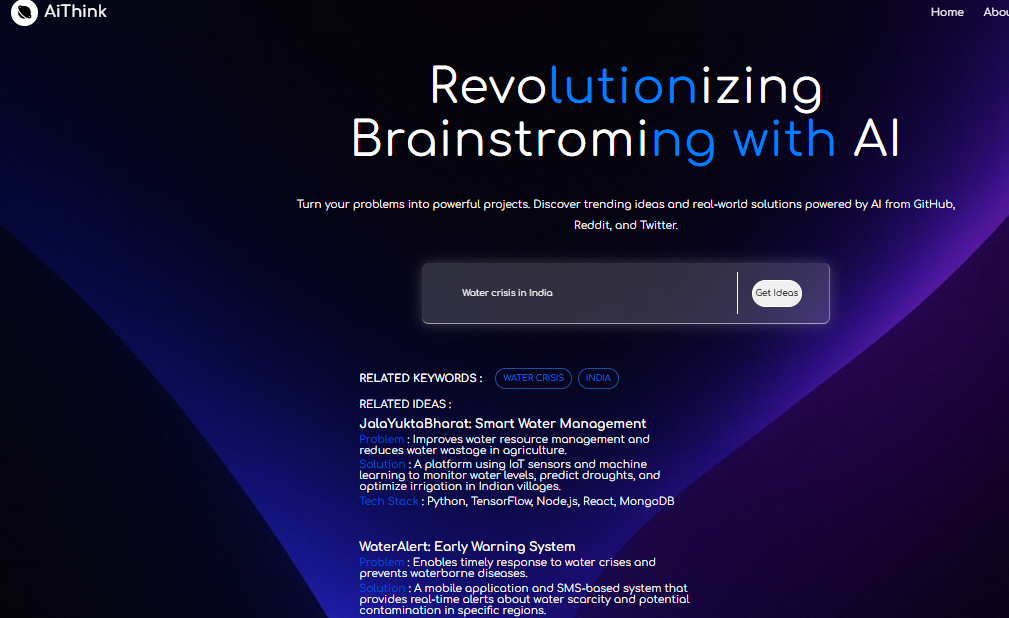 AiThink
Home Abou
Revolutionizing
Brainstroming with AI
Turn your problems into powerful projects. Discover trending ideas and real-world solutions powered by AI from GitHub,
Reddit, and Twitter.
Water crisis in India
Get Ideas
RELATED KEYWORDS : WATER CRISIS INDIA
RELATED IDEAS :
JalaYuktaBharat: Smart Water Management
Problem : Improves water resource management and
reduces water wastage in agriculture.
Solution : A platform using IoT sensors and machine
learning to monitor water levels, predict droughts, and
optimize irrigation in Indian villages.
Tech Stack : Python, TensorFlow, Node.js, React, MongoDB
WaterAlert: Early Warning System
Problem : Enables timely response to water crises and
prevents waterborne diseases.
Solution : A mobile application and SMS-based system that
provides real-time alerts about water scarcity and potential
contamination in specific regions.